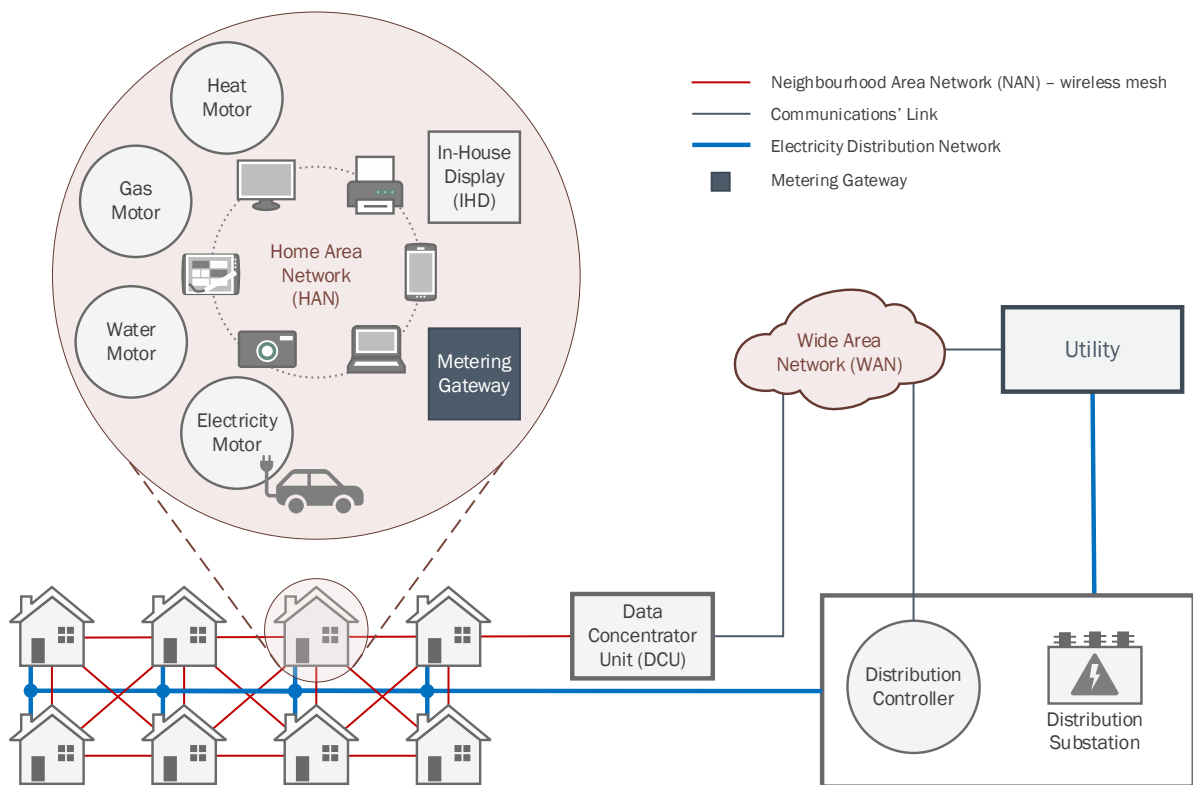 Heat
Motor
Gas
Motor
Water
Motor
Electricity
Motor
In-House
Display
(IHD)
Home Area
Network
(HAN)
Metering
Gateway
Neighbourhood Area Network (NAN) – wireless mesh
Communications’ Link
Electricity Distribution Network
Metering Gateway
Wide Area
Network (WAN)
Utility
Data
Concentrator
Unit (DCU)
Distribution
Controller
Distribution
Substation